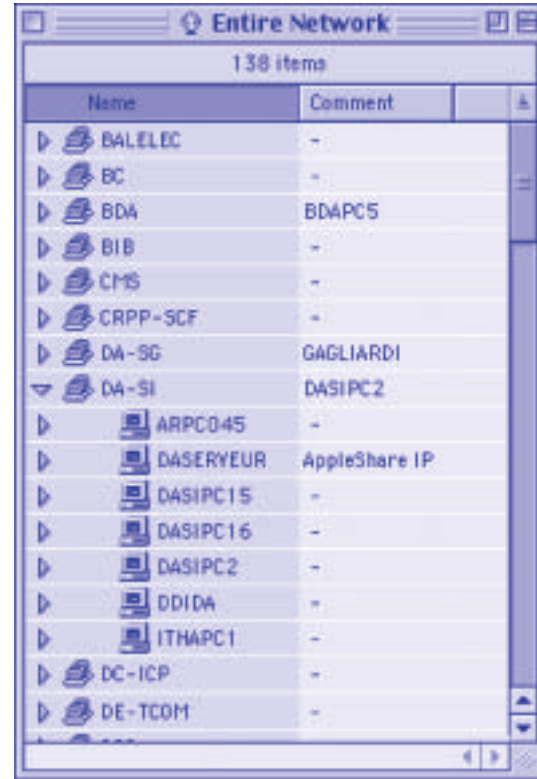 Entire Network
138 items
Name Comment
BALELEC -
BC -
BDA BDAPC5
BIB -
CMS -
CRPP-SCF -
DA-SG GAGLIARDI
DA-SI DASIPC2
ARPC045 -
DASERVEUR AppleShare IP
DASIPC15 -
DASIPC16 -
DASIPC2 -
DDIDA -
ITHAPC1 -
DC-ICP -
DE-TCOM -